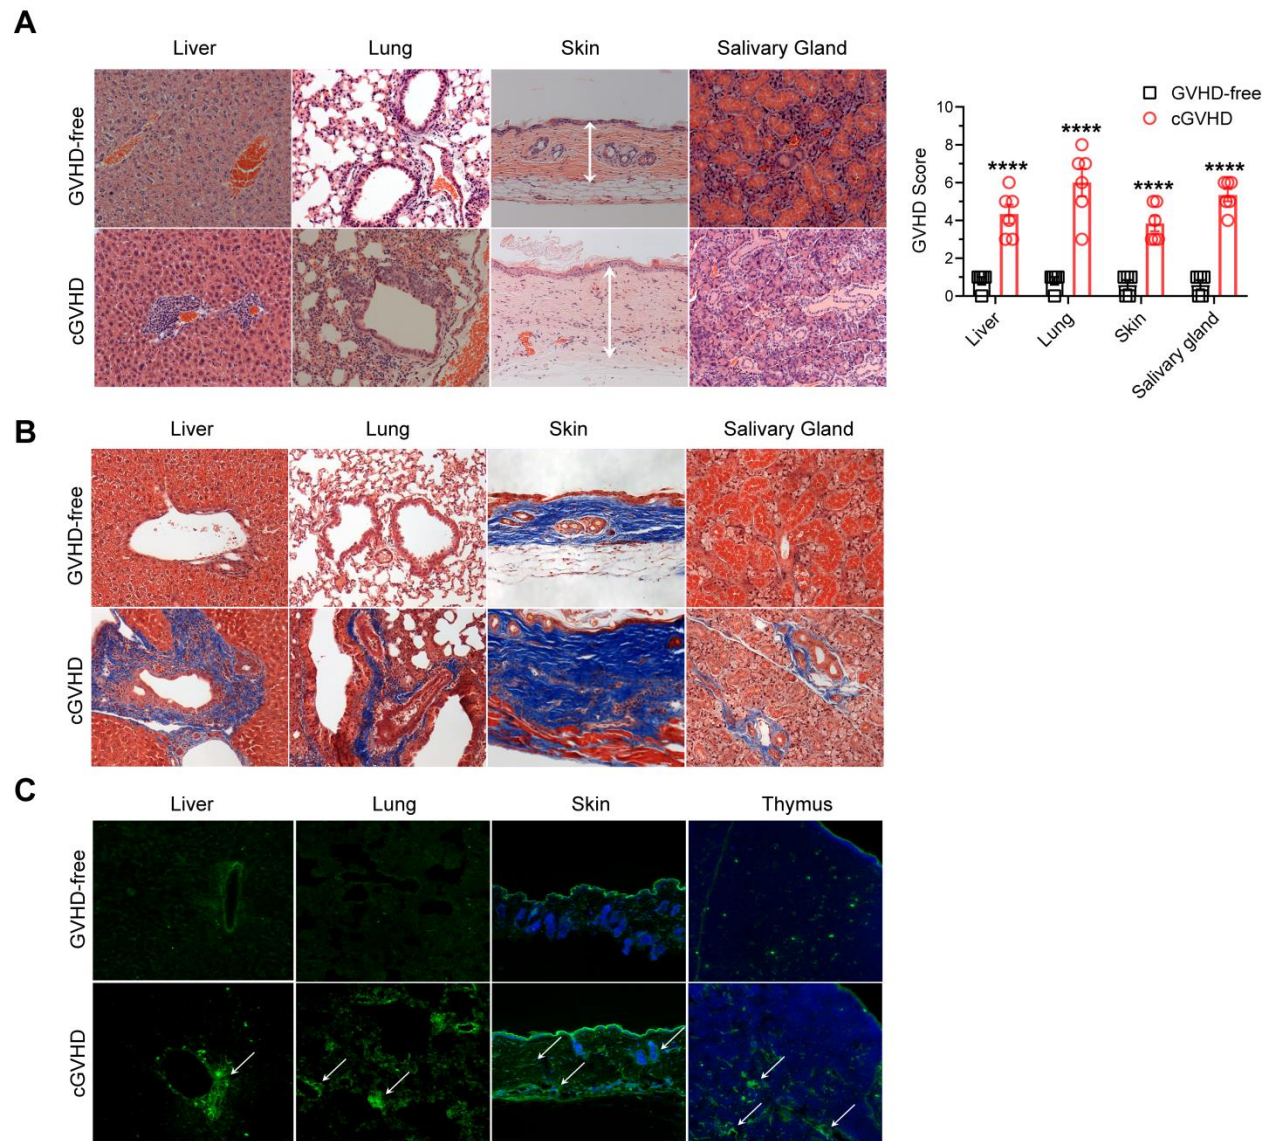 A
Liver Lung Skin Salivary Gland
GVHD-free
cGVHD
GVHD-free
cGVHD
GVHD Score
10
8
6
4
2
0
**** **** **** ****
Liver Lung Skin Salivary gland
B
Liver Lung Skin Salivary Gland
GVHD-free
cGVHD
C
Liver Lung Skin Thymus
GVHD-free
cGVHD